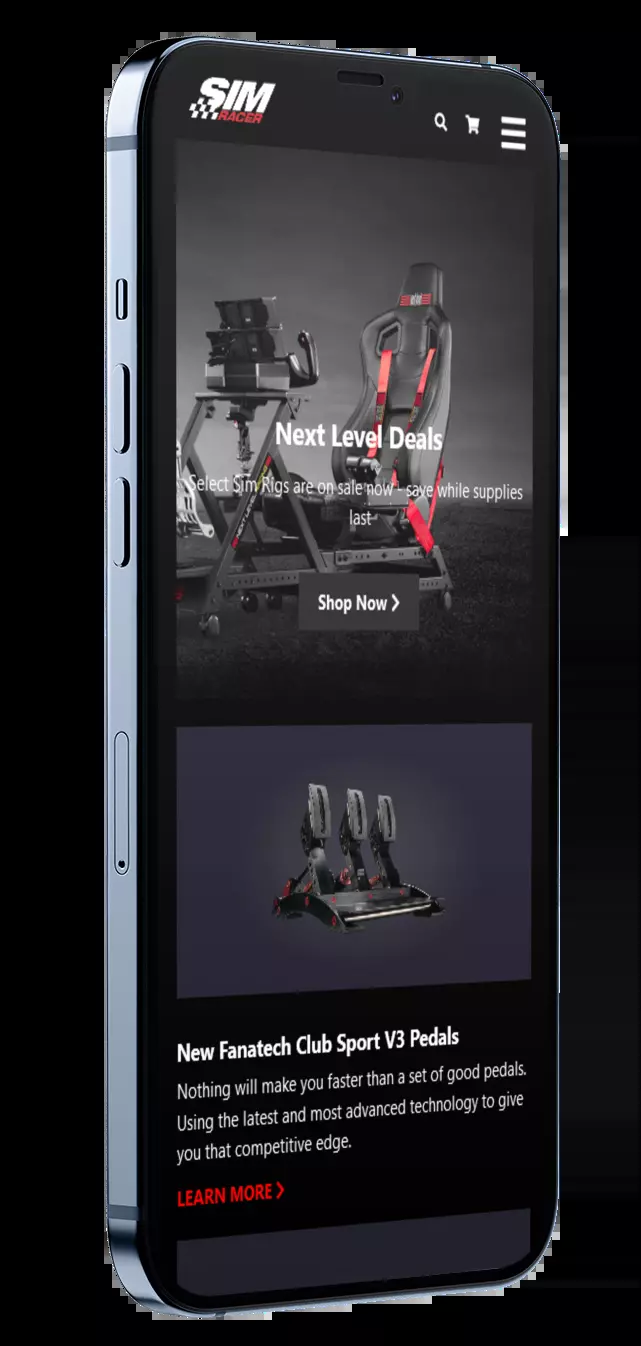 SIM
RACER
Next Level Deals
Select Sim Rigs are on sale now - save while supplies
last
Shop Now
New Fanatech Club Sport V3 Pedals
Nothing will make you faster than a set of good pedals.
Using the latest and most advanced technology to give
you that competitive edge.
LEARN MORE